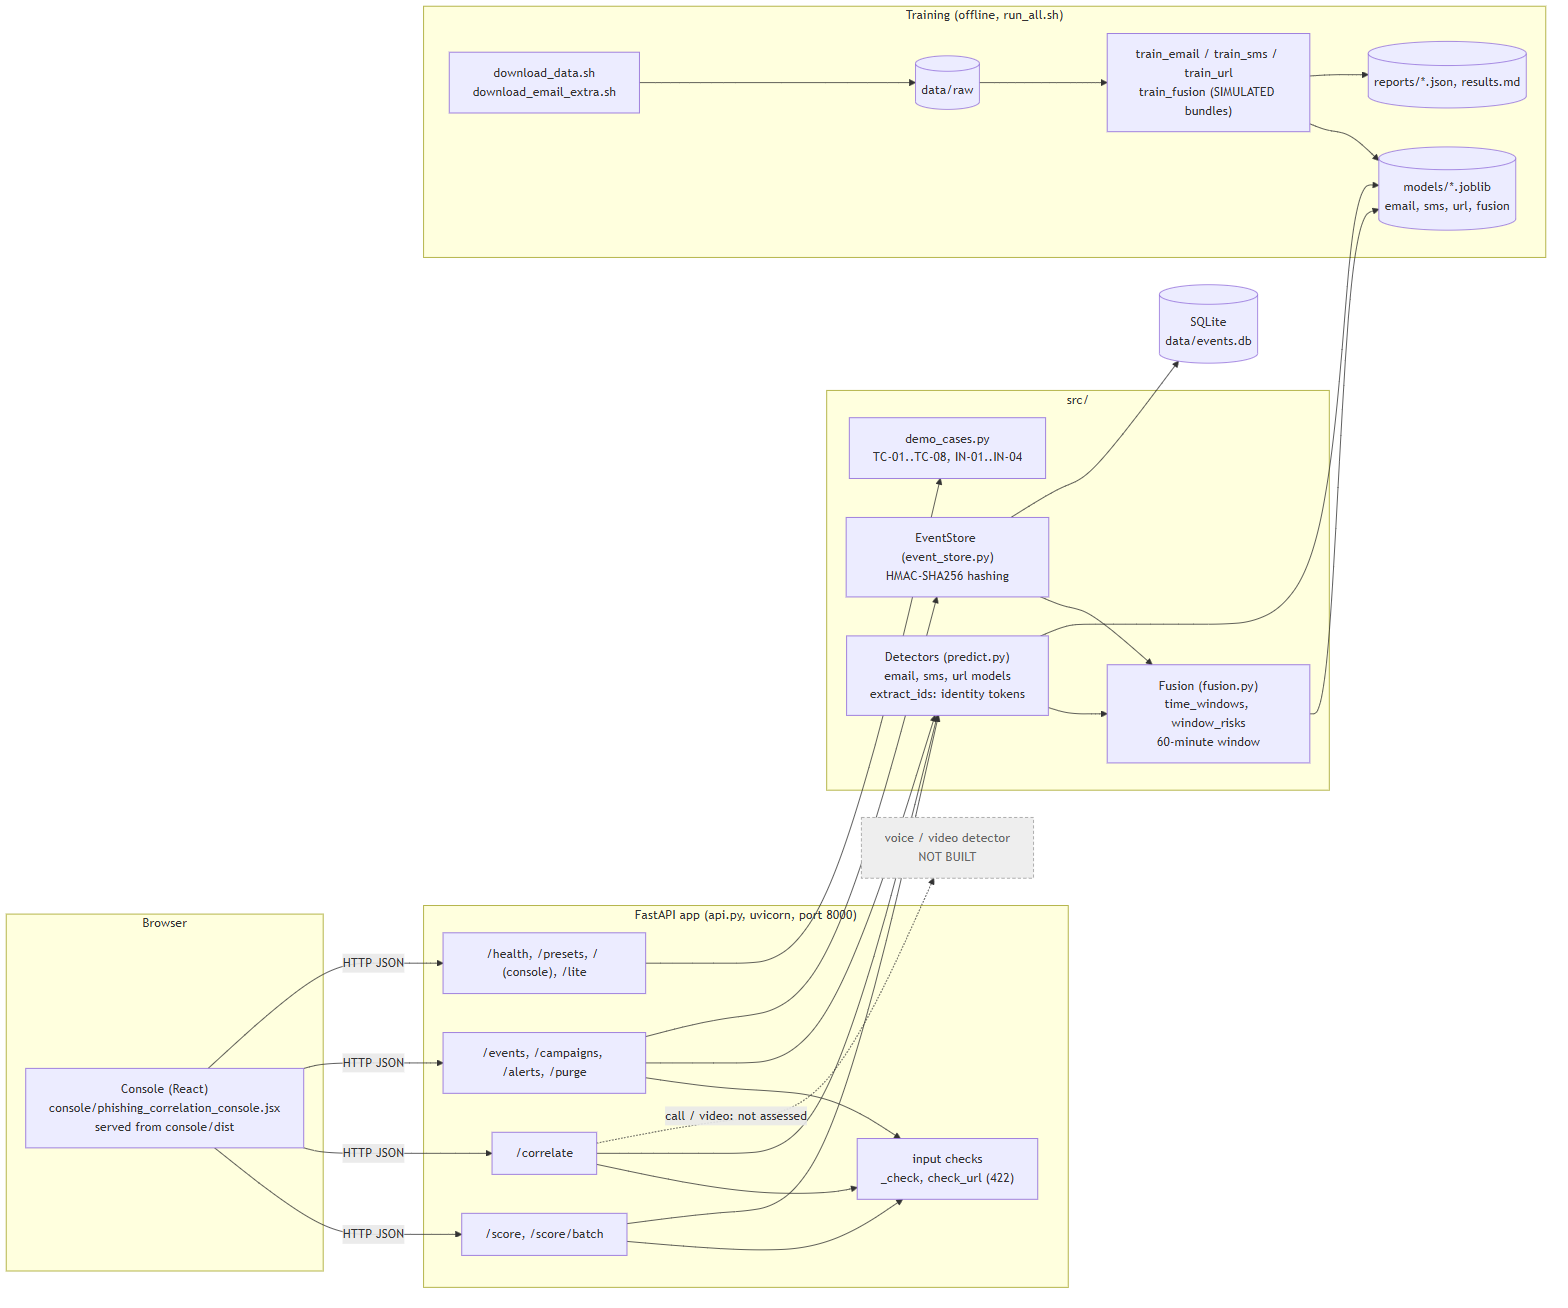 Training (offline, run_all.sh)
download_data.sh
download_email_extra.sh
data/raw
train_email / train_sms /
train_url
train_fusion (SIMULATED
bundles)
reports/*.json, results.md
models/*.joblib
email, sms, url, fusion
SQLite
data/events.db
src/
demo_cases.py
TC-01..TC-08, IN-01..IN-04
EventStore
(event_store.py)
HMAC-SHA256 hashing
Detectors (predict.py)
email, sms, url models
extract_ids: identity tokens
Fusion (fusion.py)
time_windows,
window_risks
60-minute window
voice / video detector
NOT BUILT
Browser
Console (React)
console/phishing_correlation_console.jsx
served from console/dist
HTTP JSON
HTTP JSON
HTTP JSON
HTTP JSON
FastAPI app (api.py, uvicorn, port 8000)
/health, /presets, /
(console), /lite
/events, /campaigns,
/alerts, /purge
call / video: not assessed
/correlate
input checks
_check, check_url (422)
/score, /score/batch